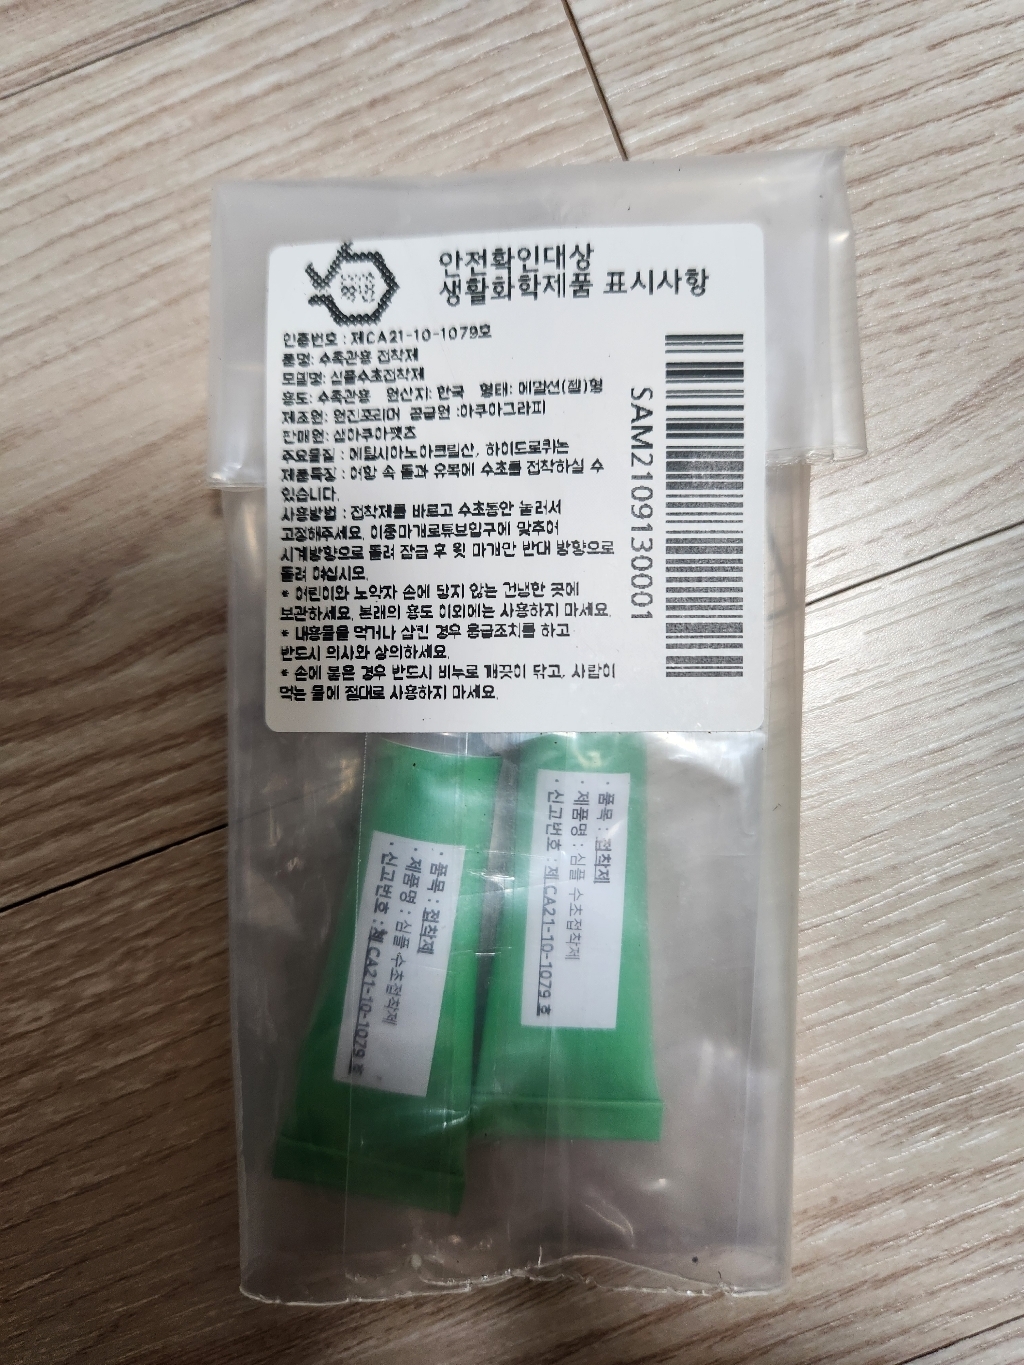 안전확인대상
생활화학제품 표시사항
인증번호 : 제CA21-10-1079호
품명: 수족관용 접착제
모델명: 심플수초접착제
용도: 수족관용 원산지: 한국 형태: 에멀션(젤)형
제조원: 원진포리머 공급원 :아쿠아그라피
판매원: 삼아쿠아펫츠
주요물질 : 에틸시아노아크릴산, 하이드로퀴논
제품특징 : 어항 속 돌과 유목에 수초를 접착하실 수
있습니다.
사용방법 : 접착제를 바르고 수초동안 눌러서
고정해주세요. 이중마개로튜브입구에 맞추어
시계방향으로 돌려 잠금 후 윗 마개만 반대 방향으로
돌려 야십시오.
* 어린이와 노약자 손에 닿지 않는 건냉한 곳에
보관하세요. 본래의 용도 이외에는 사용하지 마세요.
* 내용물을 먹거나 삼킨 경우 응급조치를 하고
반드시 의사와 상의하세요.
* 손에 묻은 경우 반드시 비누로 깨끗이 닦고, 사람이
먹는 물에 절대로 사용하지 마세요.
SAM2109130001
· 품목 : 접착제
· 제품명 : 심플 수초접착제
· 신고번호 : 제 CA21-10-1079 호
· 품목 : 접착제
· 제품명 : 심플 수초접착제
· 신고번호 : 제 CA21-10-1079 호